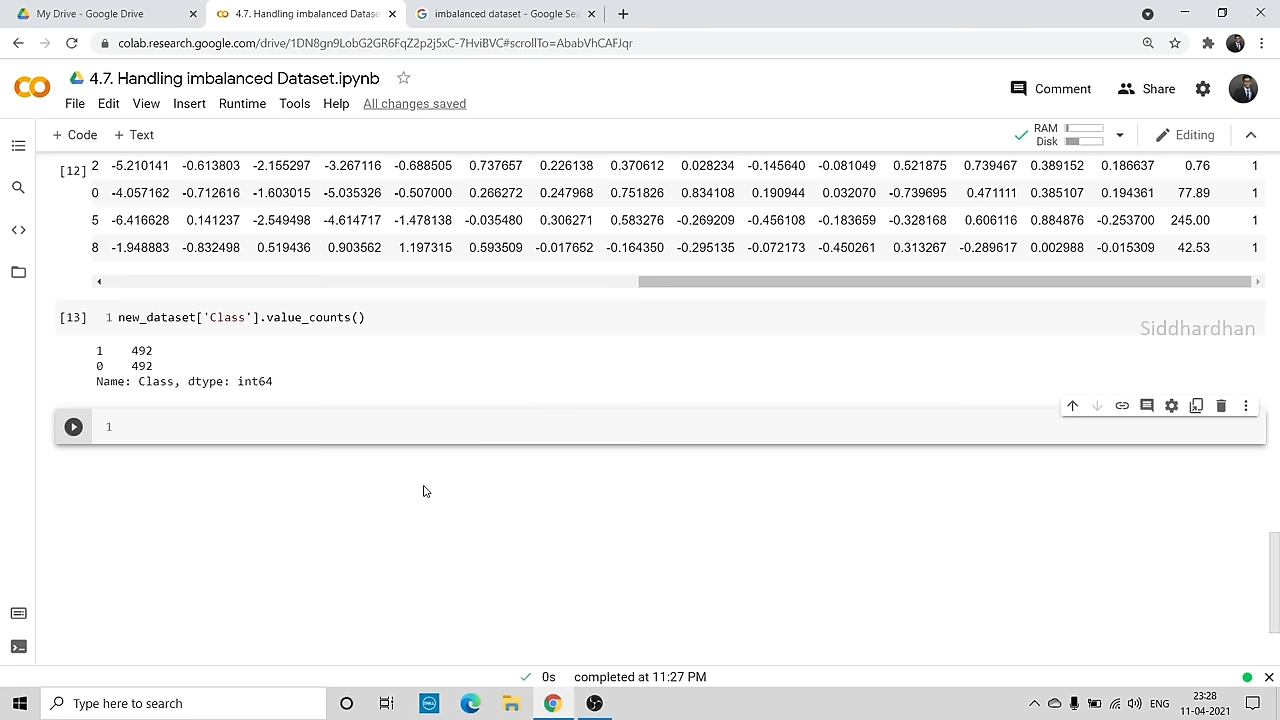 My Drive - Google Drive
4.7. Handling imbalanced Datase
imbalanced dataset - Google Sea
colab.research.google.com/drive/1DN8gn9LobG2GR6FqZ2p2j5xC-7HviBVC#scrollTo=AbabVhCAFJqr
4.7. Handling imbalanced Dataset.ipynb
Comment
Share
File Edit View Insert Runtime Tools Help All changes saved
+ Code + Text
RAM
Disk
Editing
[12] 2 -5.210141 -0.613803 -2.155297 -3.267116 -0.688505 0.737657 0.226138 0.370612 0.028234 -0.145640 -0.081049 0.521875 0.739467 0.389152 0.186637 0.76 1
0 -4.057162 -0.712616 -1.603015 -5.035326 -0.507000 0.266272 0.247968 0.751826 0.834108 0.190944 0.032070 -0.739695 0.471111 0.385107 0.194361 77.89 1
5 -6.416628 0.141237 -2.549498 -4.614717 -1.478138 -0.035480 0.306271 0.583276 -0.269209 -0.456108 -0.183659 -0.328168 0.606116 0.884876 -0.253700 245.00 1
8 -1.948883 -0.832498 0.519436 0.903562 1.197315 0.593509 -0.017652 -0.164350 -0.295135 -0.072173 -0.450261 0.313267 -0.289617 0.002988 -0.015309 42.53 1
[13] 1 new_dataset['Class'].value_counts()
Siddhardhan
1 492
0 492
Name: Class, dtype: int64
1
0s completed at 11:27 PM
Type here to search
DELL
ENG
23:28
11-04-2021